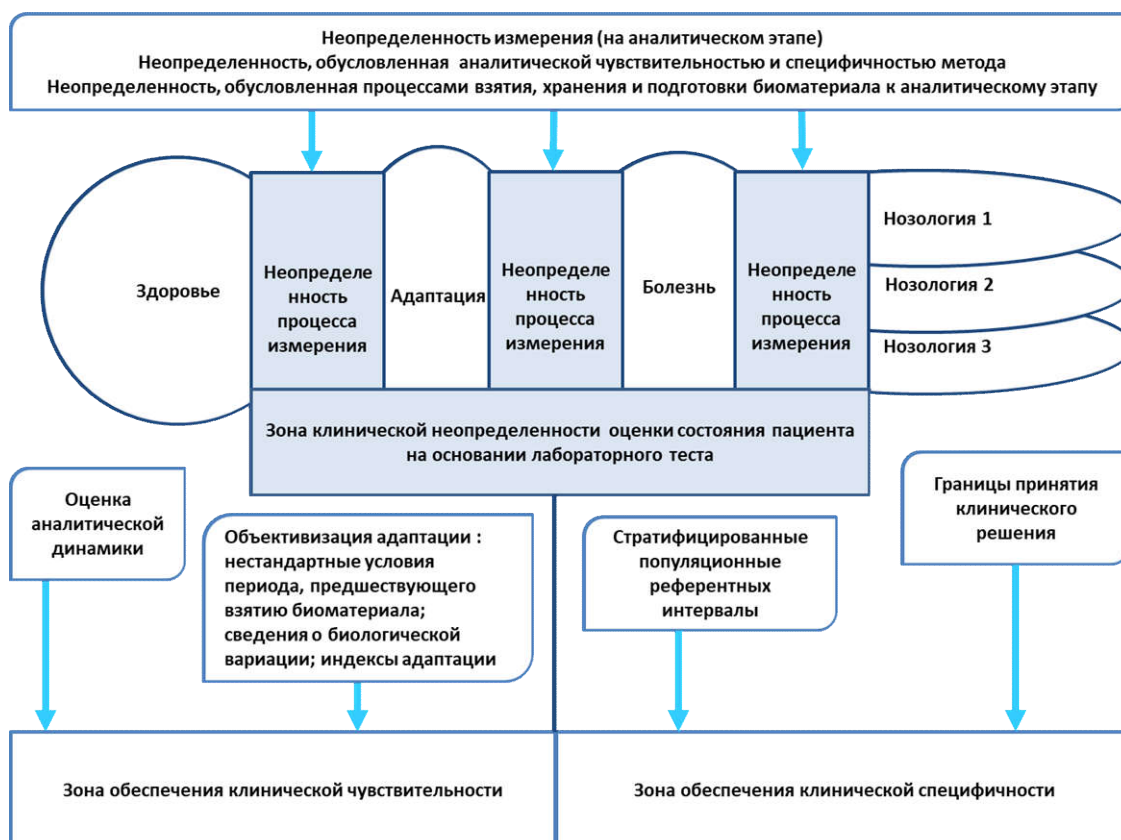 Неопределенность измерения (на аналитическом этапе)
Неопределенность, обусловленная аналитической чувствительностью и специфичностью метода
Неопределенность, обусловленная процессами взятия, хранения и подготовки биоматериала к аналитическому этапу
Здоровье
Неопределе
нность
процесса
измерения
Адаптация
Неопределе
нность
процесса
измерения
Болезнь
Неопределе
нность
процесса
измерения
Нозология 1
Нозология 2
Нозология 3
Зона клинической неопределенности оценки состояния пациента
на основании лабораторного теста
Оценка
аналитической
динамики
Объективизация адаптации :
нестандартные условия
периода, предшествующего
взятию биоматериала;
сведения о биологической
вариации; индексы адаптации
Стратифицированные
популяционные
референтных
интервалы
Границы принятия
клинического
решения
Зона обеспечения клинической чувствительности
Зона обеспечения клинической специфичности